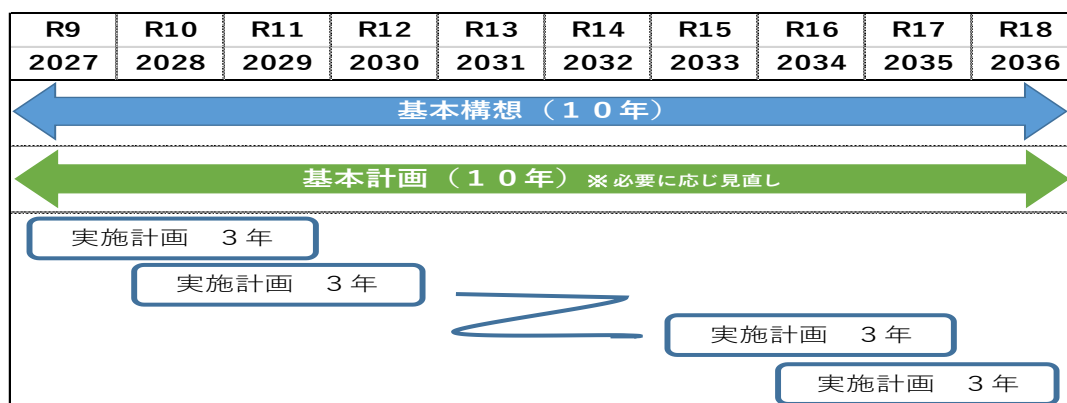 R9 R10 R11 R12 R13 R14 R15 R16 R17 R18
2027 2028 2029 2030 2031 2032 2033 2034 2035 2036
基本構想（１０年）
基本計画（１０年）※必要に応じ見直し
実施計画　３年
実施計画　３年
実施計画　３年
実施計画　３年